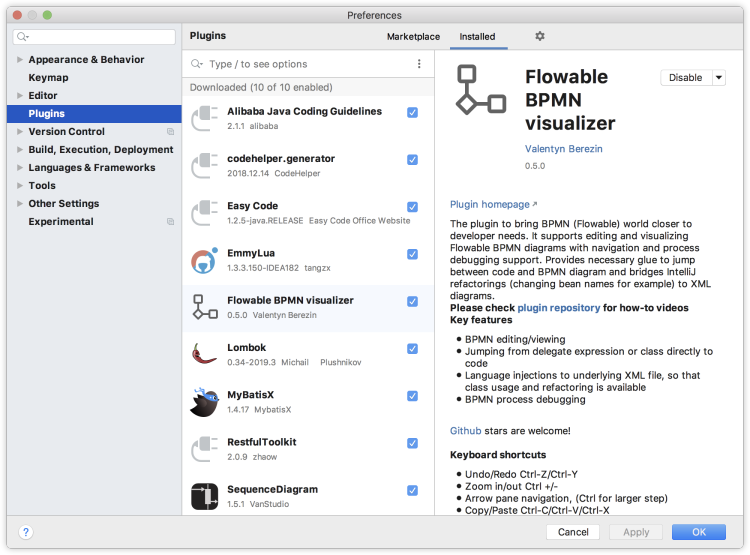 Preferences
Appearance & Behavior
Keymap
Editor
Plugins
Version Control
Build, Execution, Deployment
Languages & Frameworks
Tools
Other Settings
Experimental
Plugins
Marketplace
Installed
Type / to see options
Downloaded (10 of 10 enabled)
Alibaba Java Coding Guidelines
2.1.1 alibaba
codehelper.generator
2018.12.14 CodeHelper
Easy Code
1.2.5-java.RELEASE Easy Code Office Website
EmmyLua
1.3.3.150-IDEA182 tangzx
Flowable BPMN visualizer
0.5.0 Valentyn Berezin
Lombok
0.34-2019.3 Michail Plushnikov
MyBatisX
1.4.17 MybatisX
RestfulToolkit
2.0.9 zhaow
SequenceDiagram
1.5.1 VanStudio
Flowable
BPMN
visualizer
Disable
Valentyn Berezin
0.5.0
Plugin homepage
The plugin to bring BPMN (Flowable) world closer to
developer needs. It supports editing and visualizing
Flowable BPMN diagrams with navigation and process
debugging support. Provides necessary glue to jump
between code and BPMN diagram and bridges IntelliJ
refactorings (changing bean names for example) to XML
diagrams.
Please check plugin repository for how-to videos
Key features
BPMN editing/viewing
Jumping from delegate expression or class directly to
code
Language injections to underlying XML file, so that
class usage and refactoring is available
BPMN process debugging
Github stars are welcome!
Keyboard shortcuts
Undo/Redo Ctrl-Z/Ctrl-Y
Zoom in/out Ctrl +/-
Arrow pane navigation, (Ctrl for larger step)
Copy/Paste Ctrl-C/Ctrl-V/Ctrl-X
?
Cancel
Apply
OK